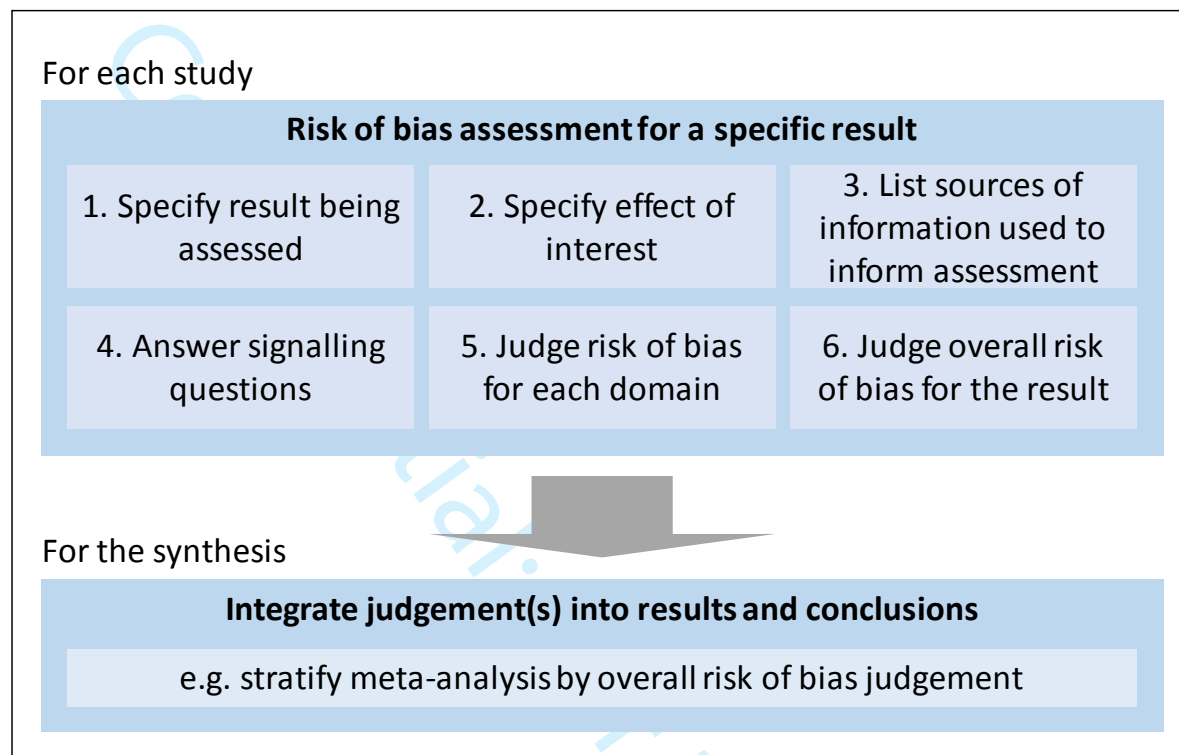 For each study
Risk of bias assessment for a specific result
1. Specify result being
assessed
2. Specify effect of
interest
3. List sources of
information used to
inform assessment
4. Answer signalling
questions
5. Judge risk of bias
for each domain
6. Judge overall risk
of bias for the result
For the synthesis
Integrate judgement(s) into results and conclusions
e.g. stratify meta-analysis by overall risk of bias judgement